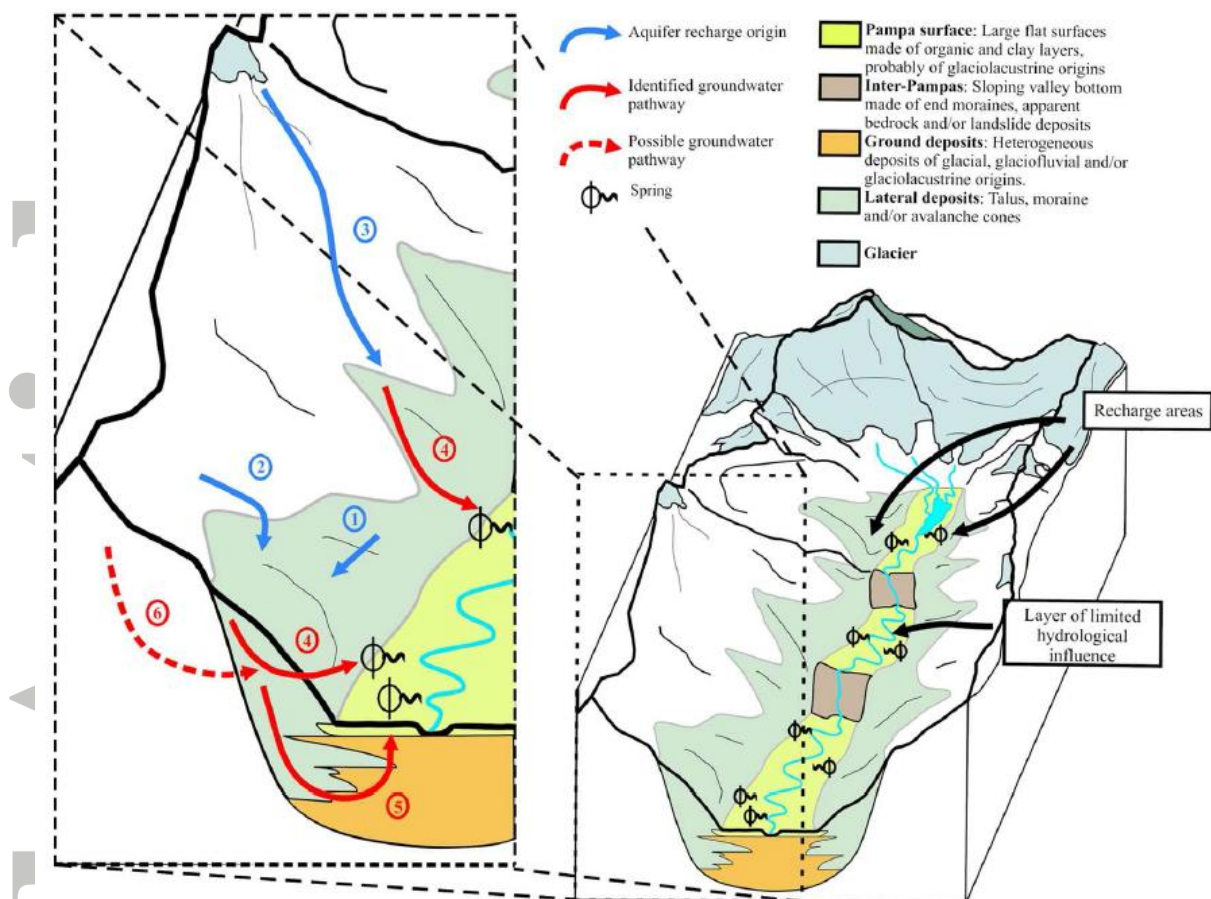 Aquifer recharge origin
Identified groundwater
pathway
Possible groundwater
pathway
Spring
Pampa surface: Large flat surfaces
made of organic and clay layers,
probably of glaciolacustrine origins
Inter-Pampas: Sloping valley bottom
made of end moraines, apparent
bedrock and/or landslide deposits
Ground deposits: Heterogeneous
deposits of glacial, glaciofluvial and/or
glaciolacustrine origins.
Lateral deposits: Talus, moraine
and/or avalanche cones
Glacier
3
4
2
1
6
4
5
Recharge areas
Layer of limited
hydrological
influence